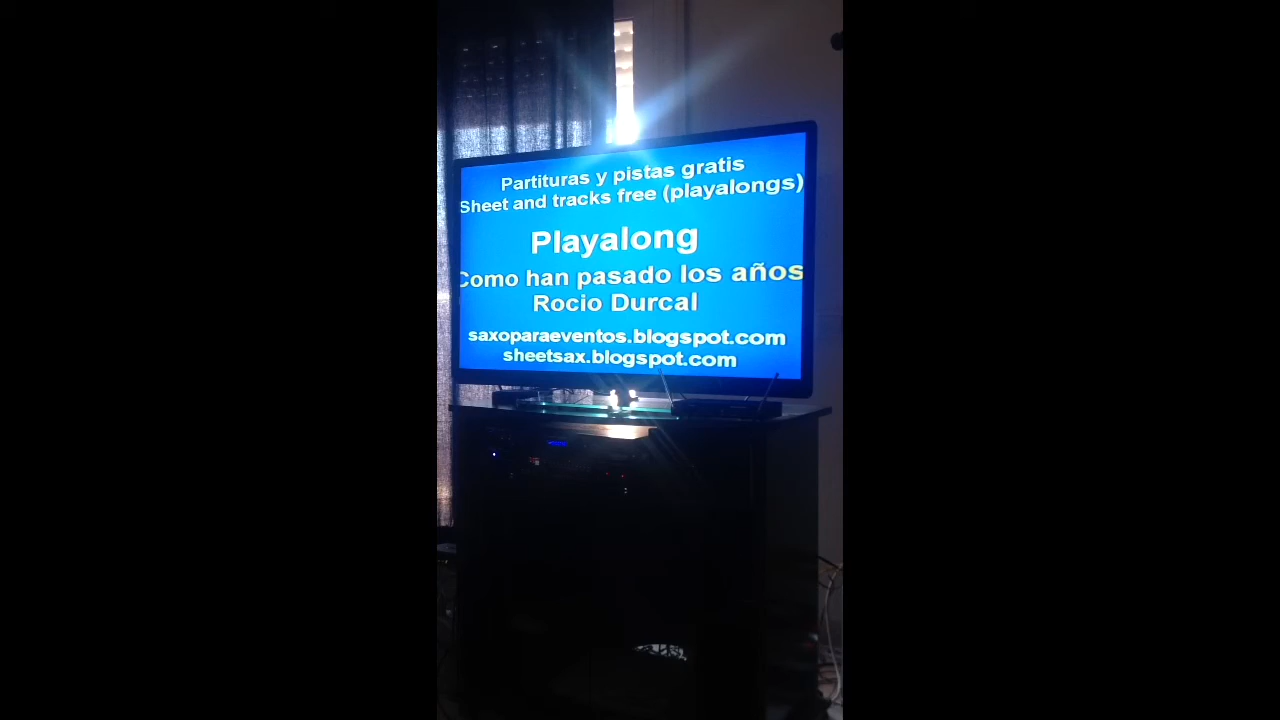 Partituras y pistas gratis
Sheet and tracks free (playalongs)
Playalong
Como han pasado los años
Rocio Durcal
saxoparaeventos.blogspot.com
sheetsax.blogspot.com